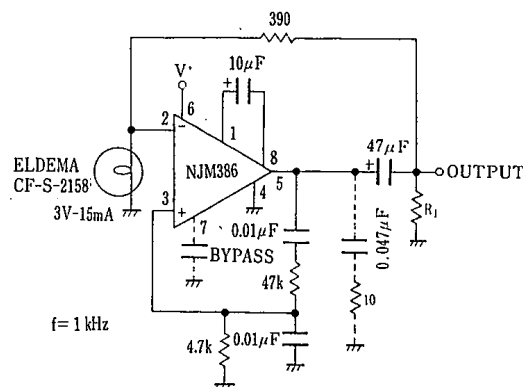 390
10μF
V+
6
2
−
1
ELDEMA
CF-S-2158
3V-15mA
NJM386
8
47μF
+
OUTPUT
5
3
+
4
7
0.01μF
R1
BYPASS
0.047μF
47k
10
f= 1 kHz
4.7k
0.01μF